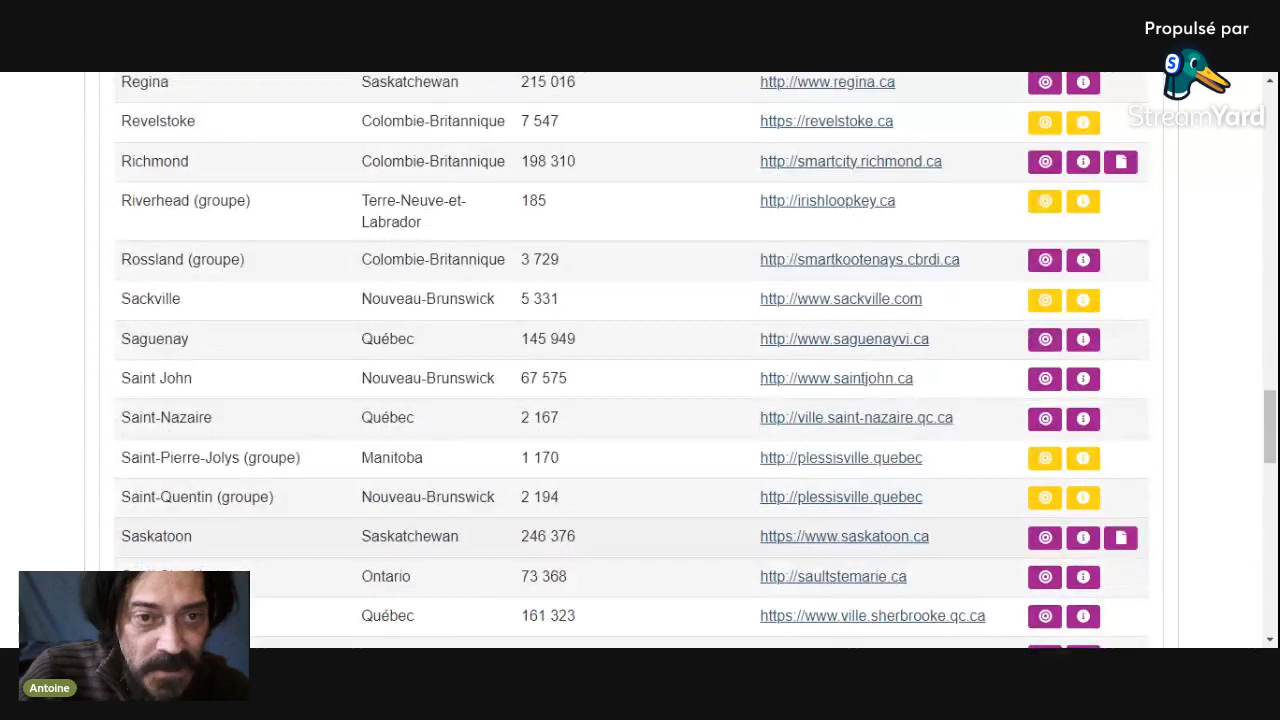 Propulsé par
StreamYard
Regina Saskatchewan 215 016 http://www.regina.ca
Revelstoke Colombie-Britannique 7 547 https://revelstoke.ca
Richmond Colombie-Britannique 198 310 http://smartcity.richmond.ca
Riverhead (groupe) Terre-Neuve-et- 185 http://irishloopkey.ca
Labrador
Rossland (groupe) Colombie-Britannique 3 729 http://smartkootenays.cbrdi.ca
Sackville Nouveau-Brunswick 5 331 http://www.sackville.com
Saguenay Québec 145 949 http://www.saguenayvi.ca
Saint John Nouveau-Brunswick 67 575 http://www.saintjohn.ca
Saint-Nazaire Québec 2 167 http://ville.saint-nazaire.qc.ca
Saint-Pierre-Jolys (groupe) Manitoba 1 170 http://plessisville.quebec
Saint-Quentin (groupe) Nouveau-Brunswick 2 194 http://plessisville.quebec
Saskatoon Saskatchewan 246 376 https://www.saskatoon.ca
Ontario 73 368 http://saultstemarie.ca
Québec 161 323 https://www.ville.sherbrooke.qc.ca
Antoine